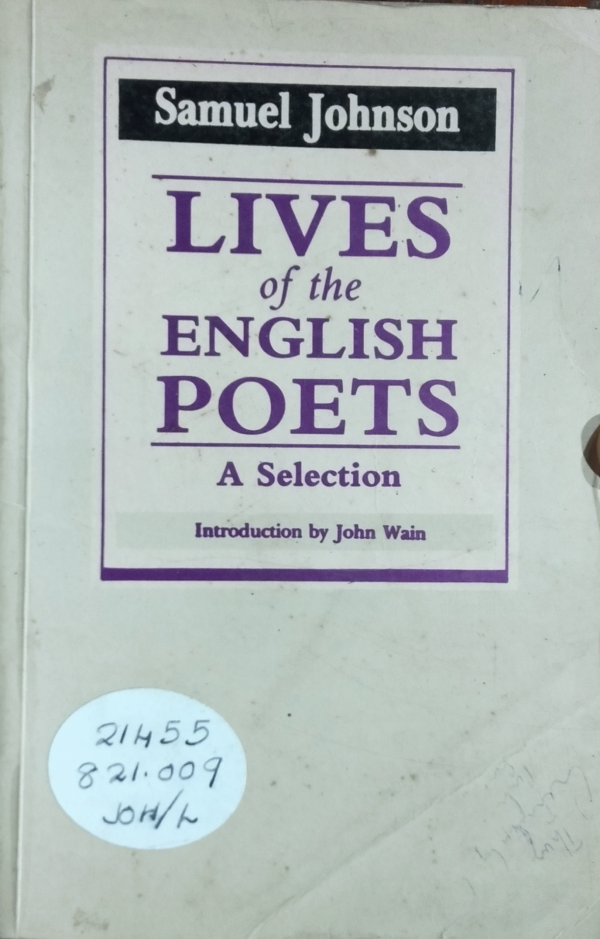 Samuel Johnson
LIVES
of the
ENGLISH
POETS
A Selection
Introduction by John Wain
21455
821.009
JOH/L